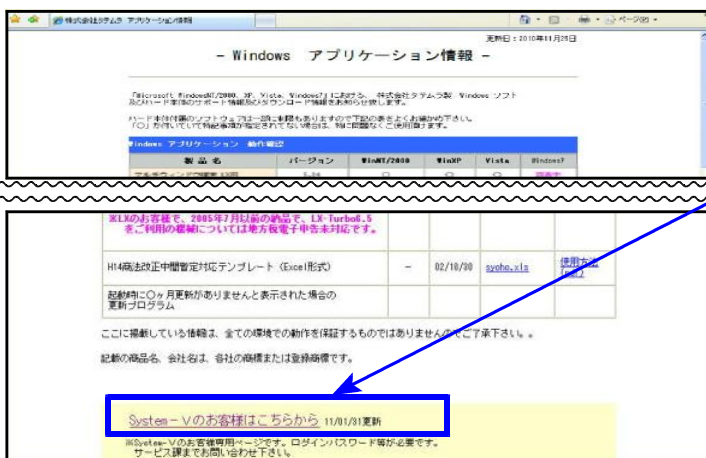 株式会社システムラ アプリケーション情報
ページ(P)
更新日：2010年11月25日
- Windows アプリケーション情報 -
「Microsoft WindowsNT/2000、XP、Vista、Windows7」における、株式会社システムラ製 Windows ソフト
及びハード本体のサポート情報及びダウンロード情報をお知らせ致します。
ハード本体付属のソフトウェアは一部に制限もありますので下記の表をよくお確かめ下さい。
「○」が付いていて特記事項が指定されてない場合は、特に問題なくご使用頂けます。
Windows アプリケーション 動作確認
製 品 名 バージョン WinNT/2000 WinXP Vista Windows7
※LXのお客様で、2005年7月以前の納品で、LX-Turbo6.5
をご利用の機械については地方税電子申告未対応です。
H14商法改正中間暫定対応テンプレート (Excel形式) － 02/10/30 syoho.xls 使用方法
起動時に○ヶ月更新がありませんと表示された場合の
更新プログラム
ここに掲載している情報は、全ての環境での動作を保証するものではありませんのでご了承下さい。。
記載の商品名、会社名は、各社の商標または登録商標です。
System－Vのお客様はこちらから 11/01/31更新
※System-Vのお客様専用ページです。ログインパスワード等が必要です。
サービス課までお問い合わせ下さい。